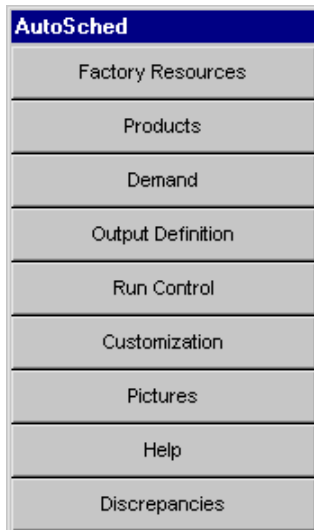 AutoSched
Factory Resources
Products
Demand
Output Definition
Run Control
Customization
Pictures
Help
Discrepancies